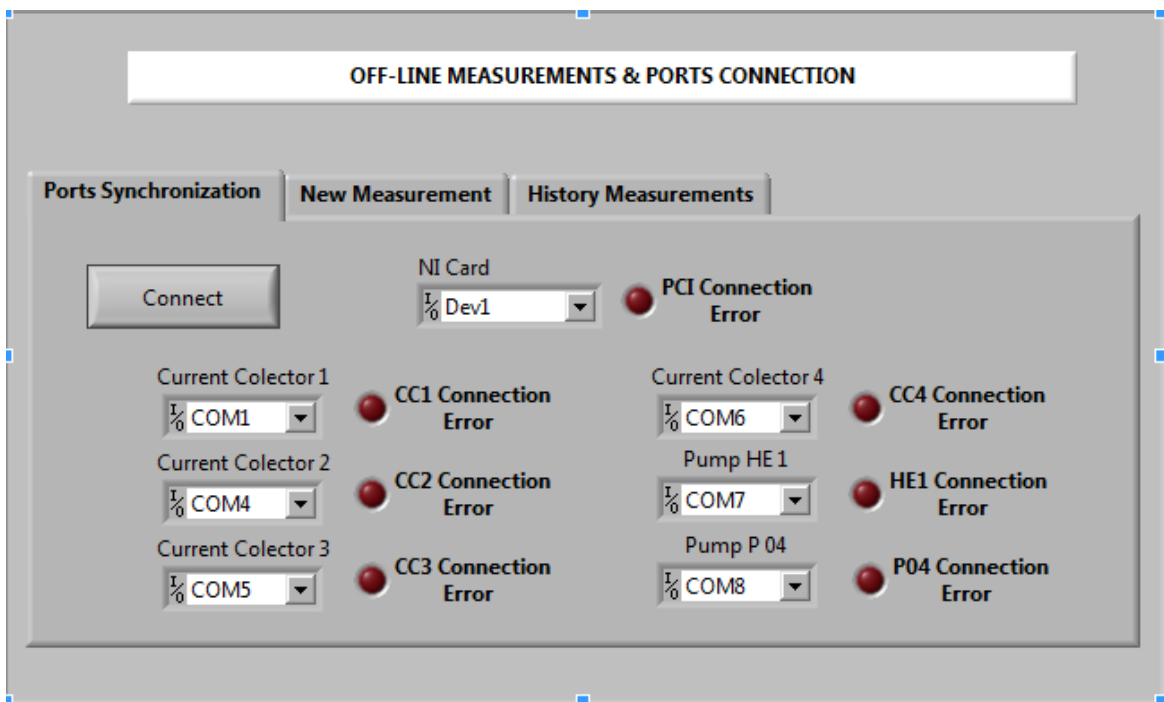 OFF-LINE MEASUREMENTS & PORTS CONNECTION
Ports Synchronization
New Measurement
History Measurements
Connect
NI Card
I/O Dev1
PCI Connection
Error
Current Colector 1
I/O COM1
CC1 Connection
Error
Current Colector 4
I/O COM6
CC4 Connection
Error
Current Colector 2
I/O COM4
CC2 Connection
Error
Pump HE 1
I/O COM7
HE1 Connection
Error
Current Colector 3
I/O COM5
CC3 Connection
Error
Pump P 04
I/O COM8
P04 Connection
Error